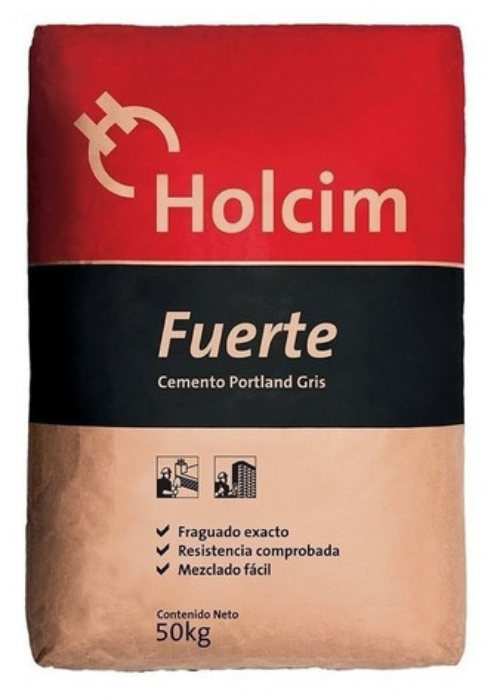 Holcim
Fuerte
Cemento Portland Gris
Fraguado exacto
Resistencia comprobada
Mezclado fácil
Contenido Neto
50kg